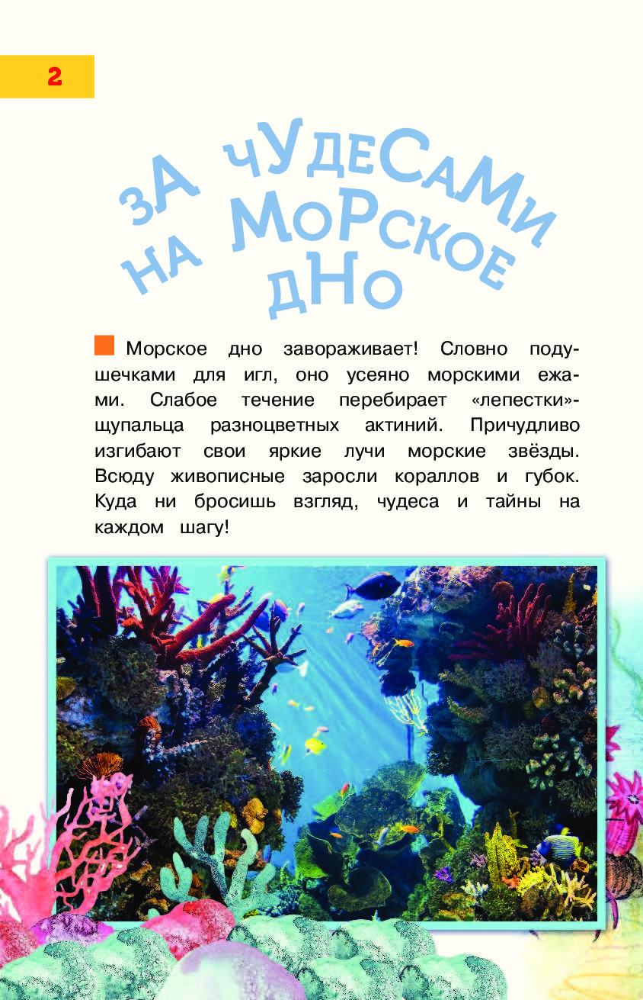 2
ЗА ЧУДЕСАМИ
НА МОРСКОЕ
ДНО
Морское дно завораживает! Словно поду-
шечками для игл, оно усеяно морскими ежа-
ми. Слабое течение перебирает «лепестки»-
щупальца разноцветных актиний. Причудливо
изгибают свои яркие лучи морские звёзды.
Всюду живописные заросли кораллов и губок.
Куда ни бросишь взгляд, чудеса и тайны на
каждом шагу!